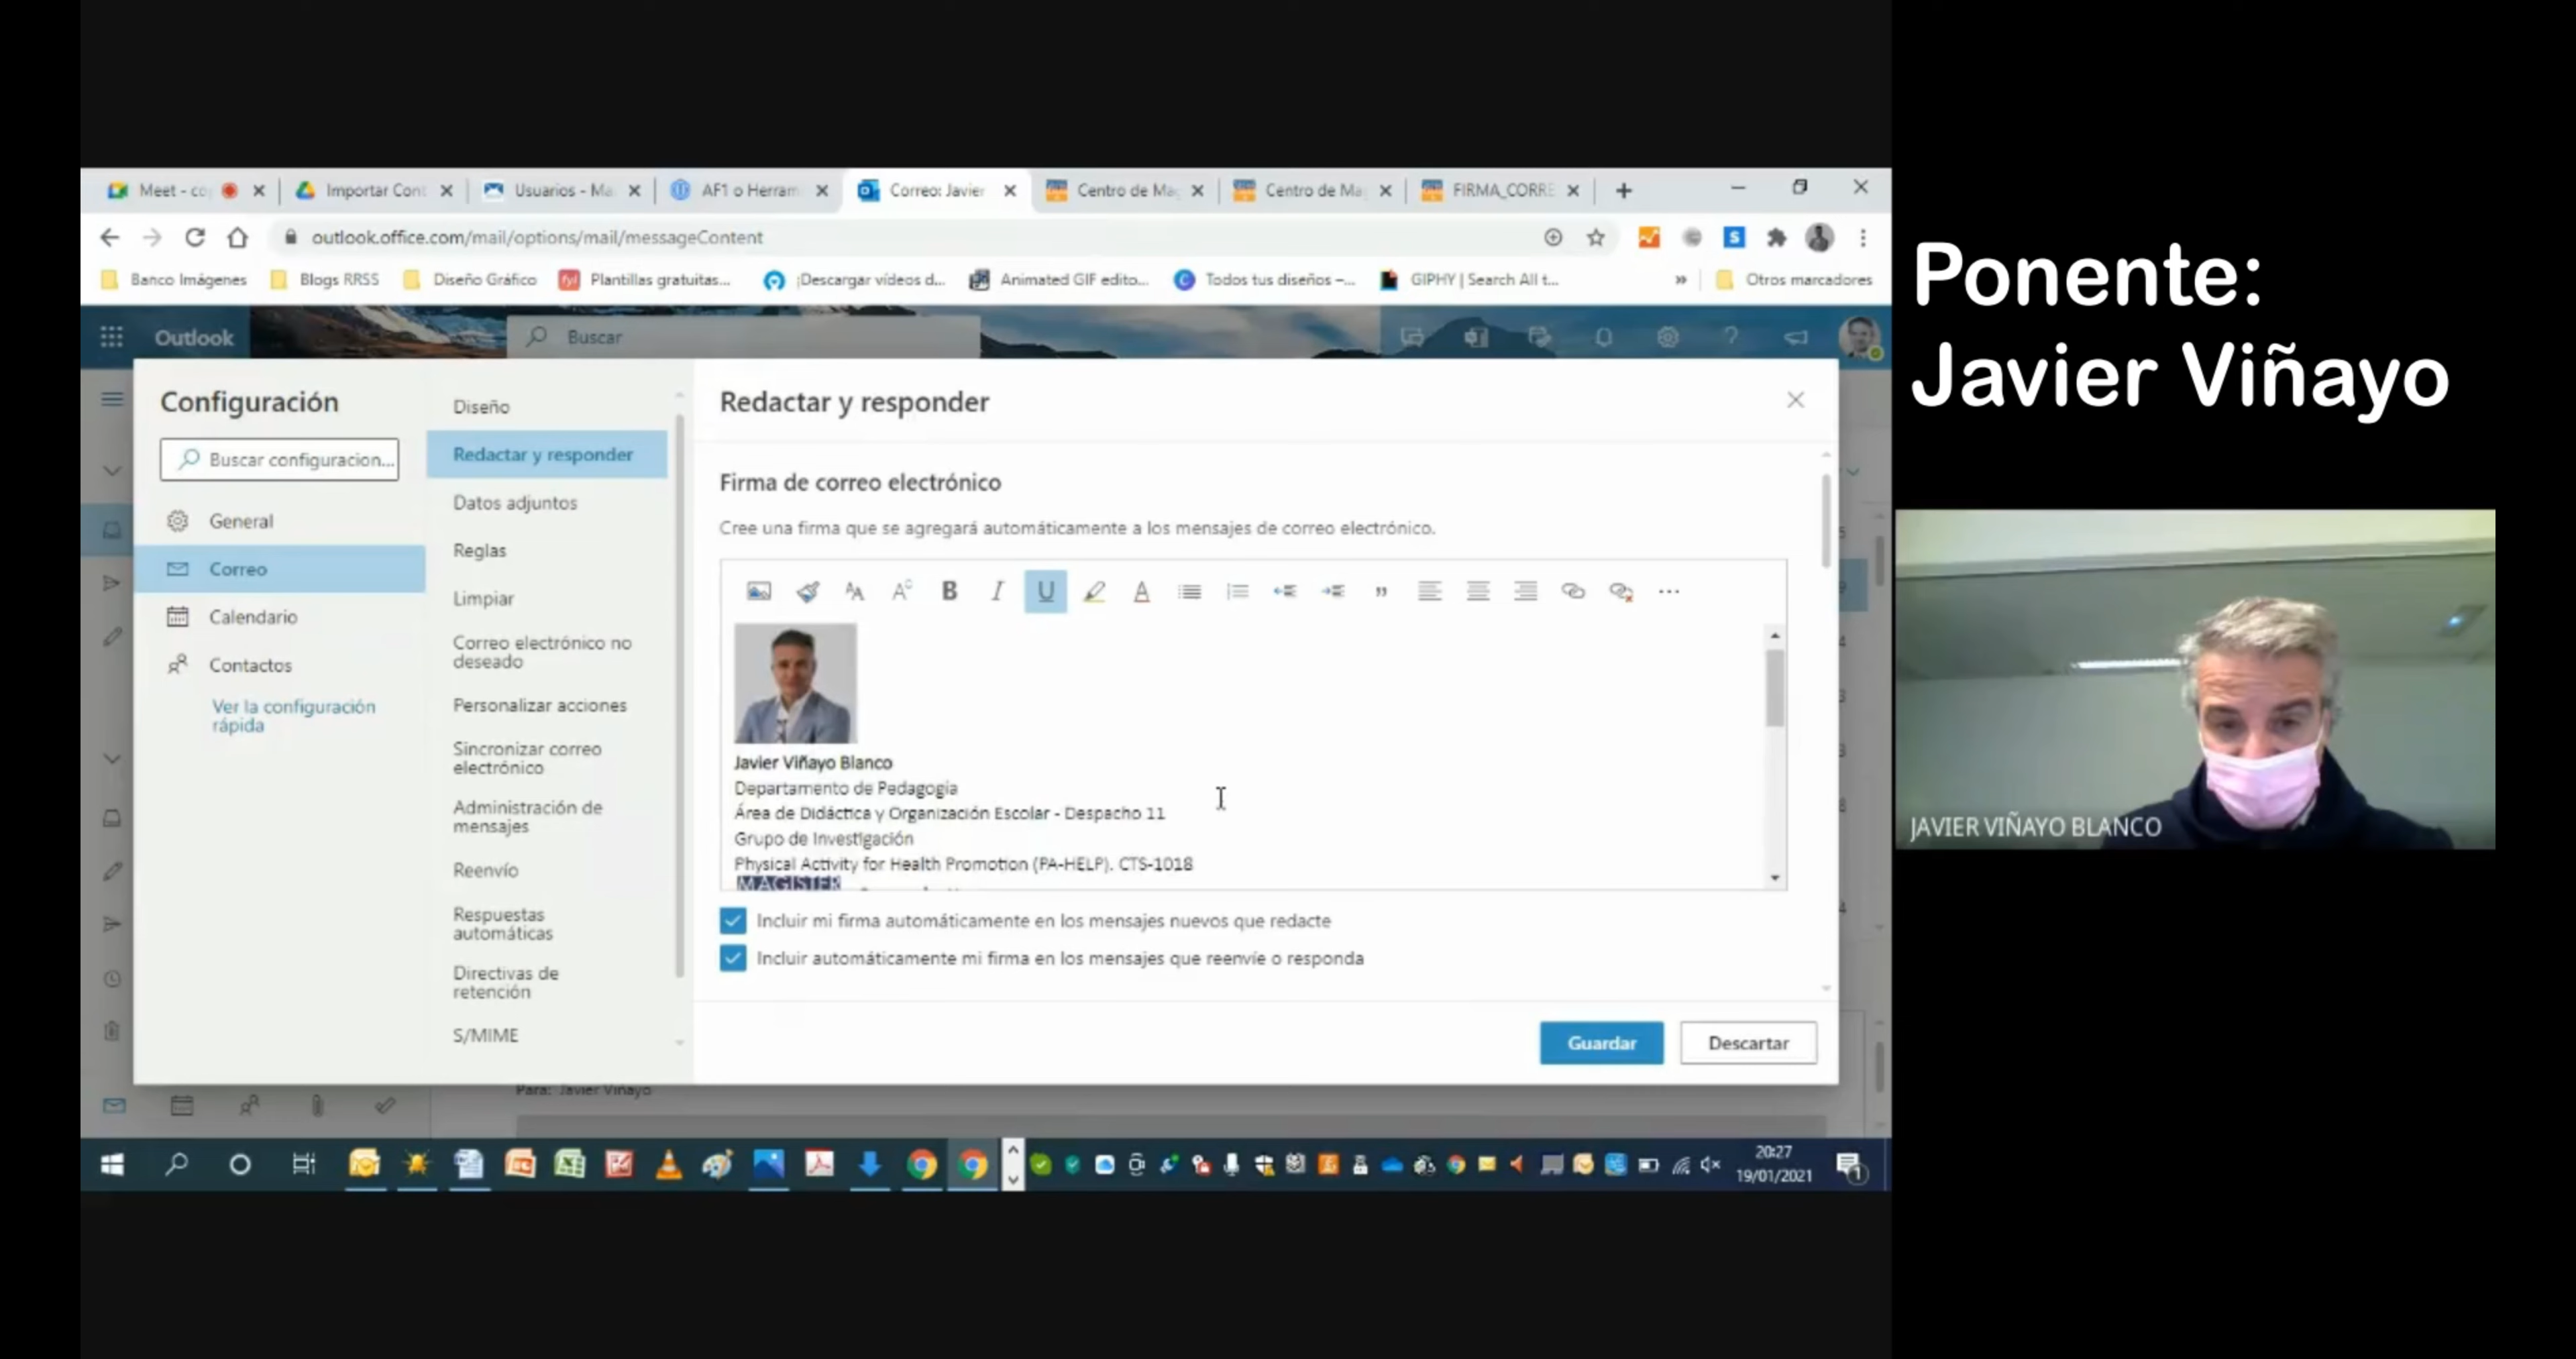 Meet - co
Importar Cont
Usuarios - Ma
AF1 o Herram
Correo: Javier
Centro de Mag
Centro de Mag
FIRMA_CORRE
outlook.office.com/mail/options/mail/messageContent
Banco Imágenes
Blogs RRSS
Diseño Gráfico
fyl
Plantillas gratuitas...
¡Descargar vídeos d...
Animated GIF edito...
Todos tus diseños –...
GIPHY | Search All t...
»
Otros marcadores
Outlook
Buscar
Configuración
Buscar configuracion...
General
Correo
Calendario
Contactos
Ver la configuración
rápida
Diseño
Redactar y responder
Datos adjuntos
Reglas
Limpiar
Correo electrónico no
deseado
Personalizar acciones
Sincronizar correo
electrónico
Administración de
mensajes
Reenvío
Respuestas
automáticas
Directivas de
retención
S/MIME
Redactar y responder
Firma de correo electrónico
Cree una firma que se agregará automáticamente a los mensajes de correo electrónico.
Javier Viñayo Blanco
Departamento de Pedagogía
Área de Didáctica y Organización Escolar - Despacho 11
Grupo de Investigación
Physical Activity for Health Promotion (PA-HELP). CTS-1018
MAGISTER
Incluir mi firma automáticamente en los mensajes nuevos que redacte
Incluir automáticamente mi firma en los mensajes que reenvíe o responda
Guardar
Descartar
Para: Javier Viñayo
20:27
19/01/2021
Ponente:
Javier Viñayo
JAVIER VIÑAYO BLANCO